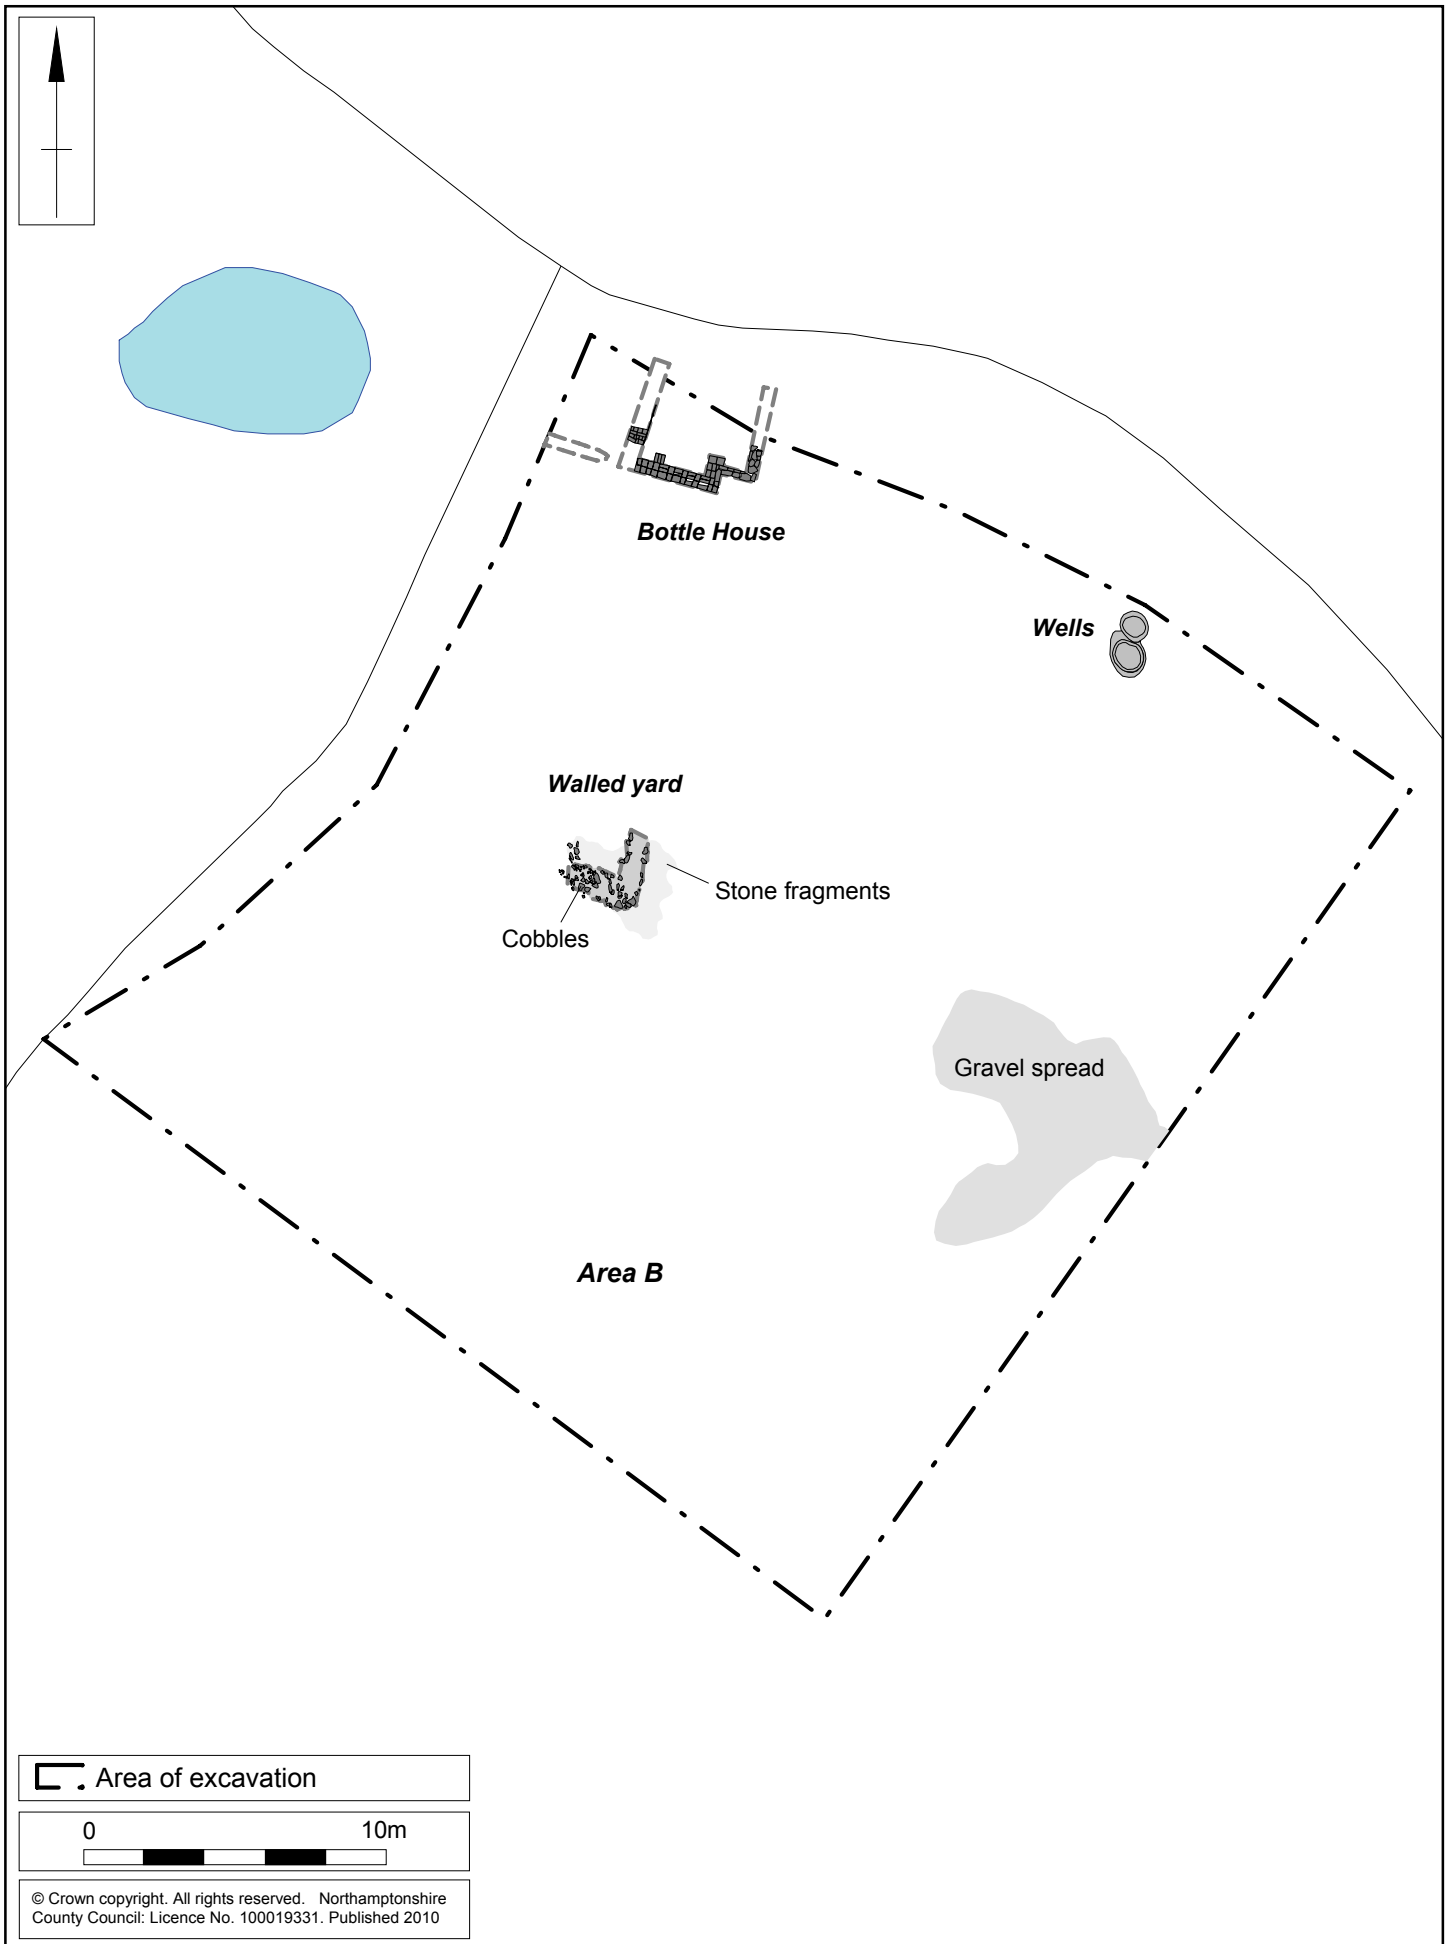 Bottle House
Wells
Walled yard
Stone fragments
Cobbles
Gravel spread
Area B
Area of excavation
0 10m
© Crown copyright. All rights reserved. Northamptonshire
County Council: Licence No. 100019331. Published 2010